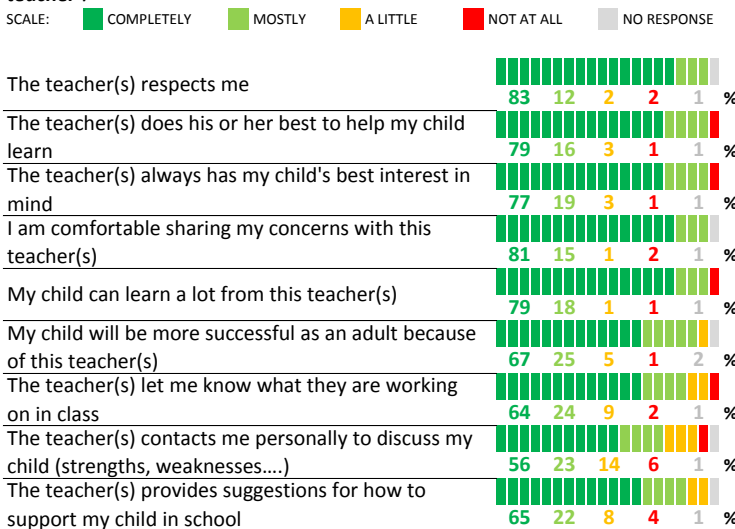 SCALE: COMPLETELY MOSTLY A LITTLE NOT AT ALL NO RESPONSE
The teacher(s) respects me
83 12 2 2 1 %
The teacher(s) does his or her best to help my child
learn
79 16 3 1 1 %
The teacher(s) always has my child's best interest in
mind
77 19 3 1 1 %
I am comfortable sharing my concerns with this
teacher(s)
81 15 1 2 1 %
My child can learn a lot from this teacher(s)
79 18 1 1 1 %
My child will be more successful as an adult because
of this teacher(s)
67 25 5 1 2 %
The teacher(s) let me know what they are working
on in class
64 24 9 2 1 %
The teacher(s) contacts me personally to discuss my
child (strengths, weaknesses....)
56 23 14 6 1 %
The teacher(s) provides suggestions for how to
support my child in school
65 22 8 4 1 %